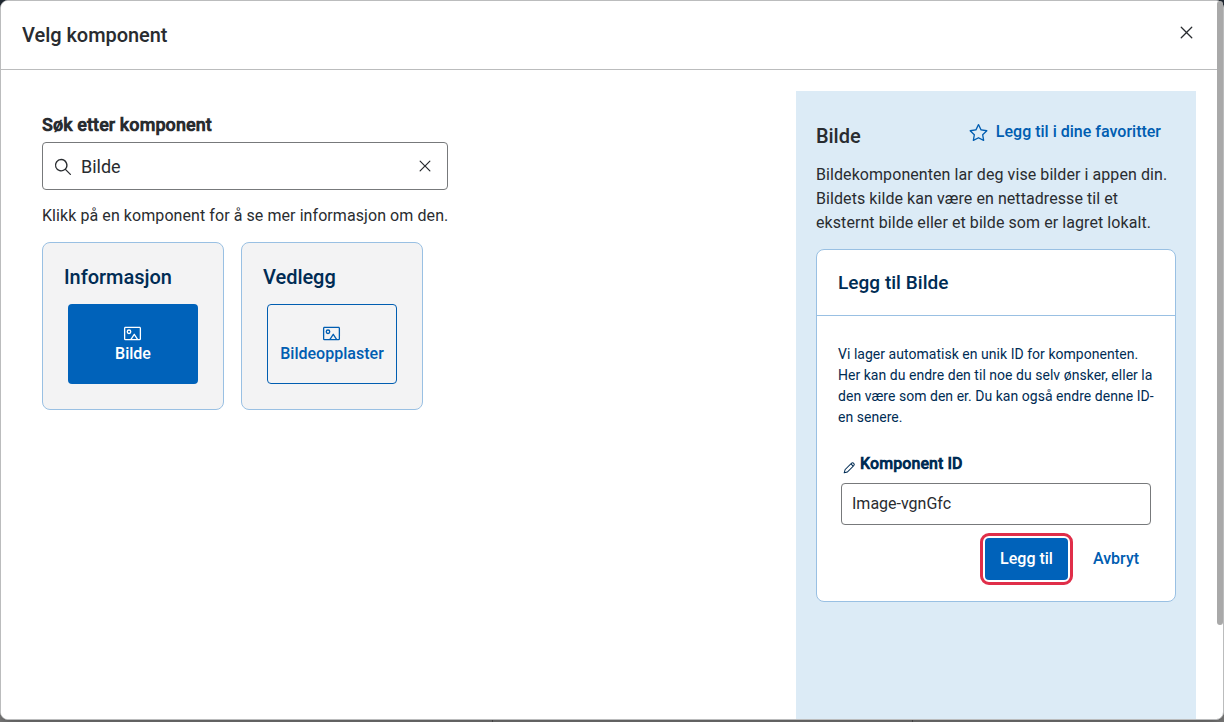 Velg komponent
Søk etter komponent
Bilde
Klikk på en komponent for å se mer informasjon om den.
Informasjon
Bilde
Vedlegg
Bildeopplaster
Bilde
Legg til i dine favoritter
Bildekomponenten lar deg vise bilder i appen din.
Bildets kilde kan være en nettadresse til et
eksternt bilde eller et bilde som er lagret lokalt.
Legg til Bilde
Vi lager automatisk en unik ID for komponenten.
Her kan du endre den til noe du selv ønsker, eller la
den være som den er. Du kan også endre denne ID-
en senere.
Komponent ID
Image-vgnGfc
Legg til
Avbryt